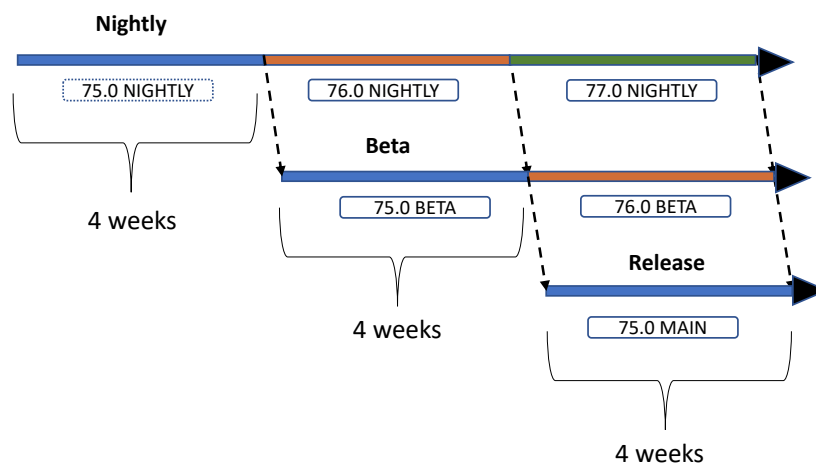 Nightly
75.0 NIGHTLY
76.0 NIGHTLY
77.0 NIGHTLY
Beta
75.0 BETA
76.0 BETA
4 weeks
Release
75.0 MAIN
4 weeks
4 weeks